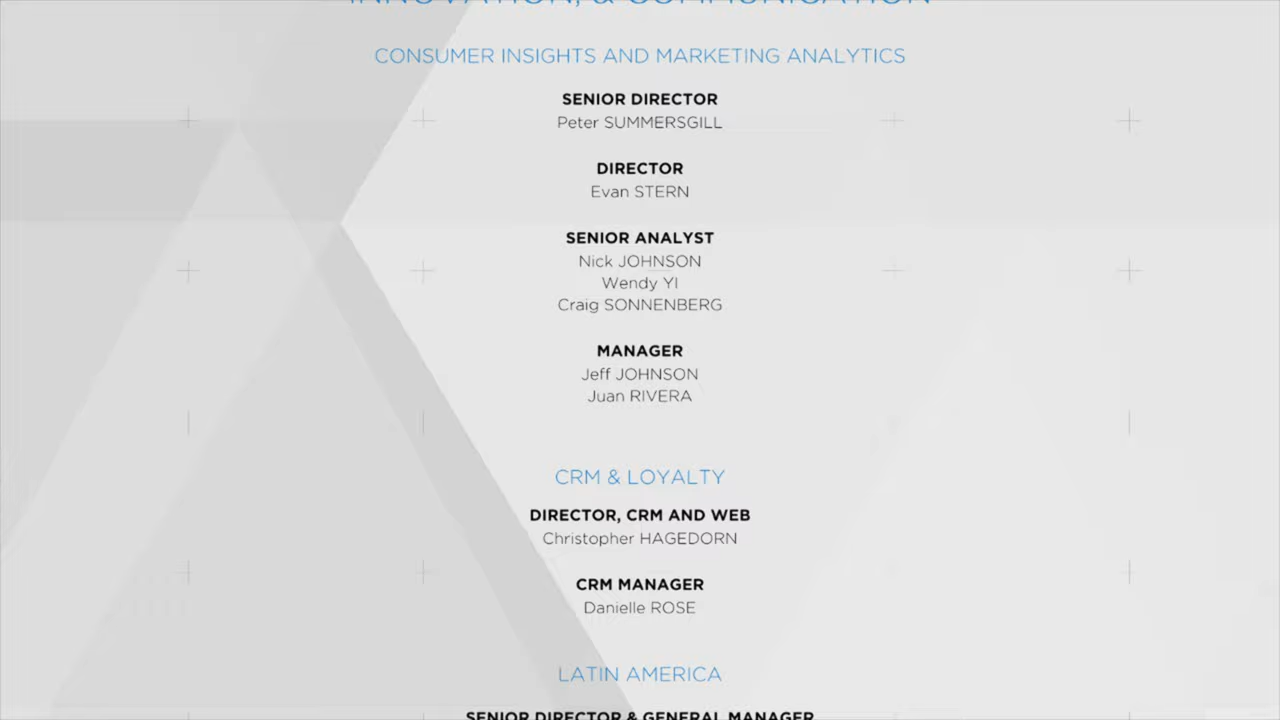 INNOVATION, & COMMUNICATION
CONSUMER INSIGHTS AND MARKETING ANALYTICS
SENIOR DIRECTOR
Peter SUMMERSGILL
DIRECTOR
Evan STERN
SENIOR ANALYST
Nick JOHNSON
Wendy YI
Craig SONNENBERG
MANAGER
Jeff JOHNSON
Juan RIVERA
CRM & LOYALTY
DIRECTOR, CRM AND WEB
Christopher HAGEDORN
CRM MANAGER
Danielle ROSE
LATIN AMERICA
SENIOR DIRECTOR & GENERAL MANAGER